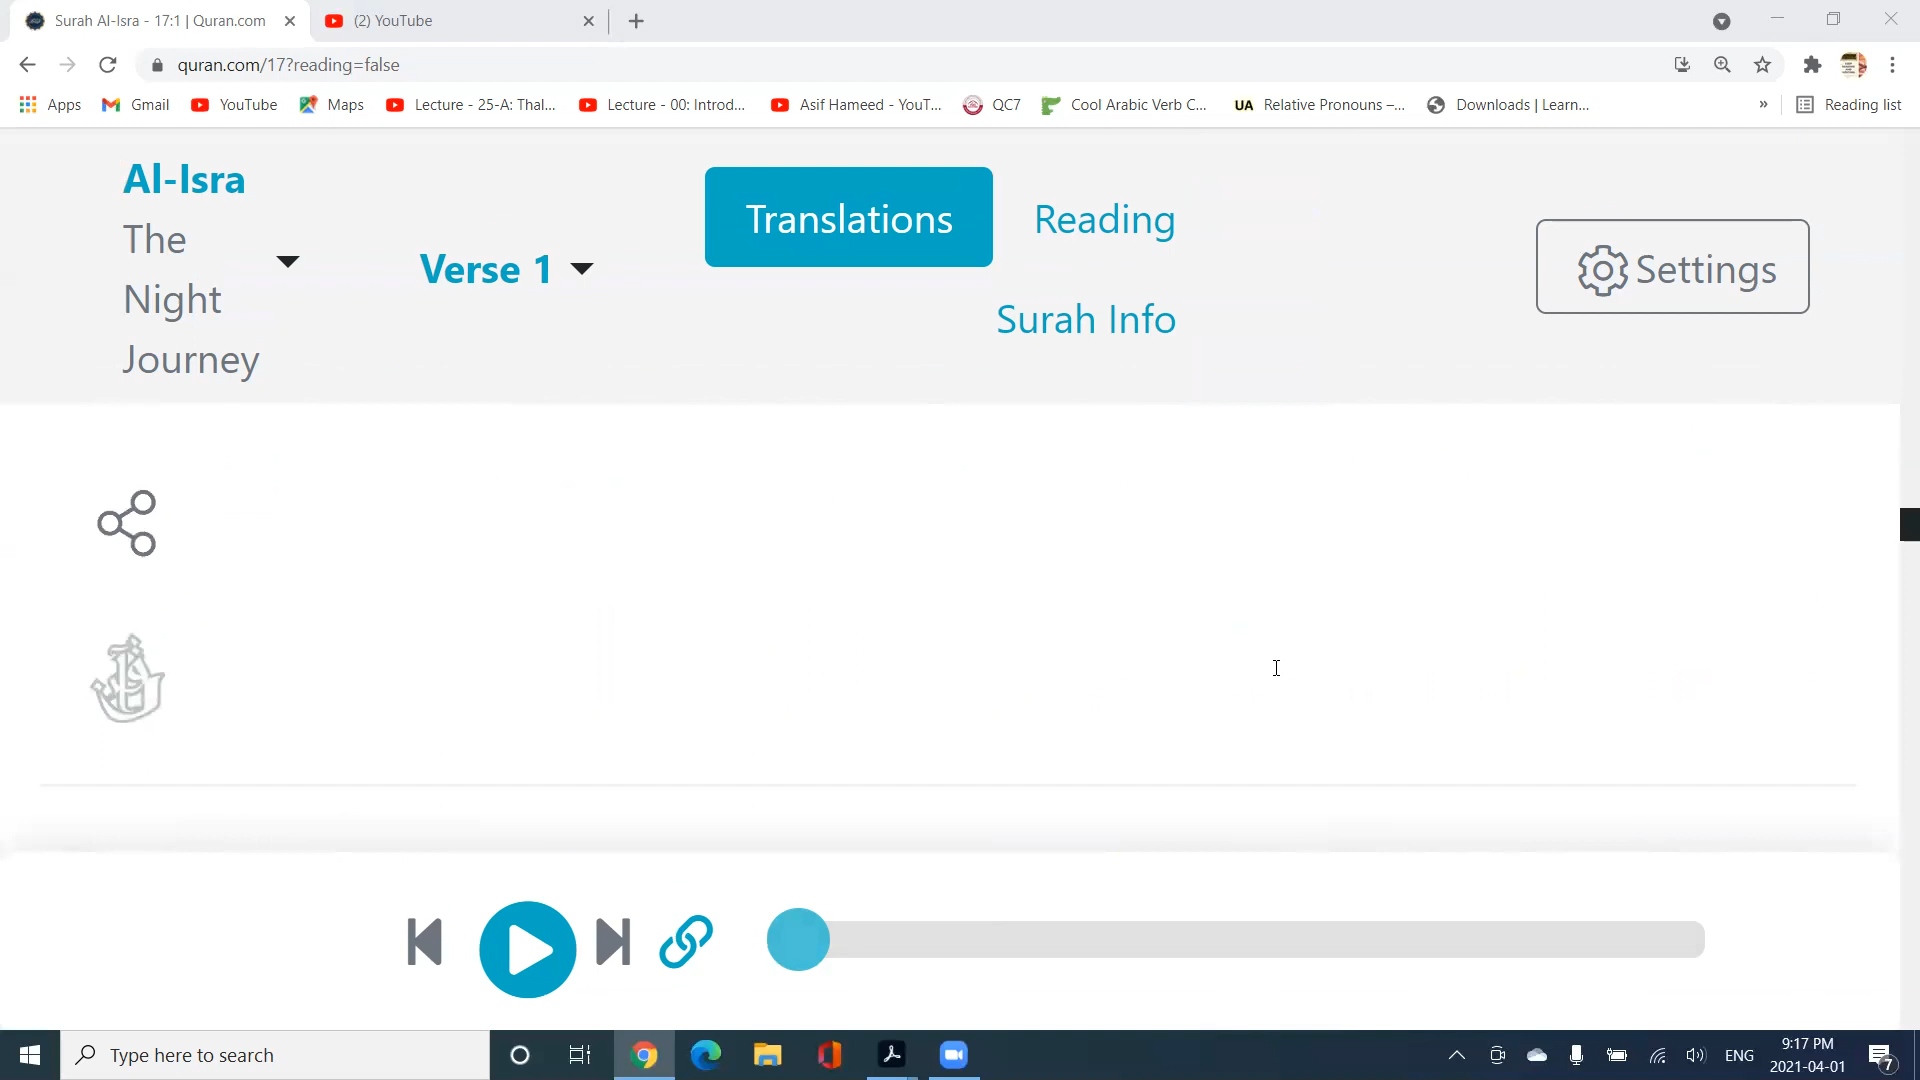 Surah Al-Isra - 17:1 | Quran.com
(2) YouTube
quran.com/17?reading=false
Apps
Gmail
YouTube
Maps
Lecture - 25-A: Thal...
Lecture - 00: Introd...
Asif Hameed - YouT...
QC7
Cool Arabic Verb C...
UA
Relative Pronouns –...
Downloads | Learn...
»
Reading list
Al-Isra
The
Night
Journey
Verse 1
Translations
Reading
Surah Info
Settings
Type here to search
ENG
9:17 PM
2021-04-01
7